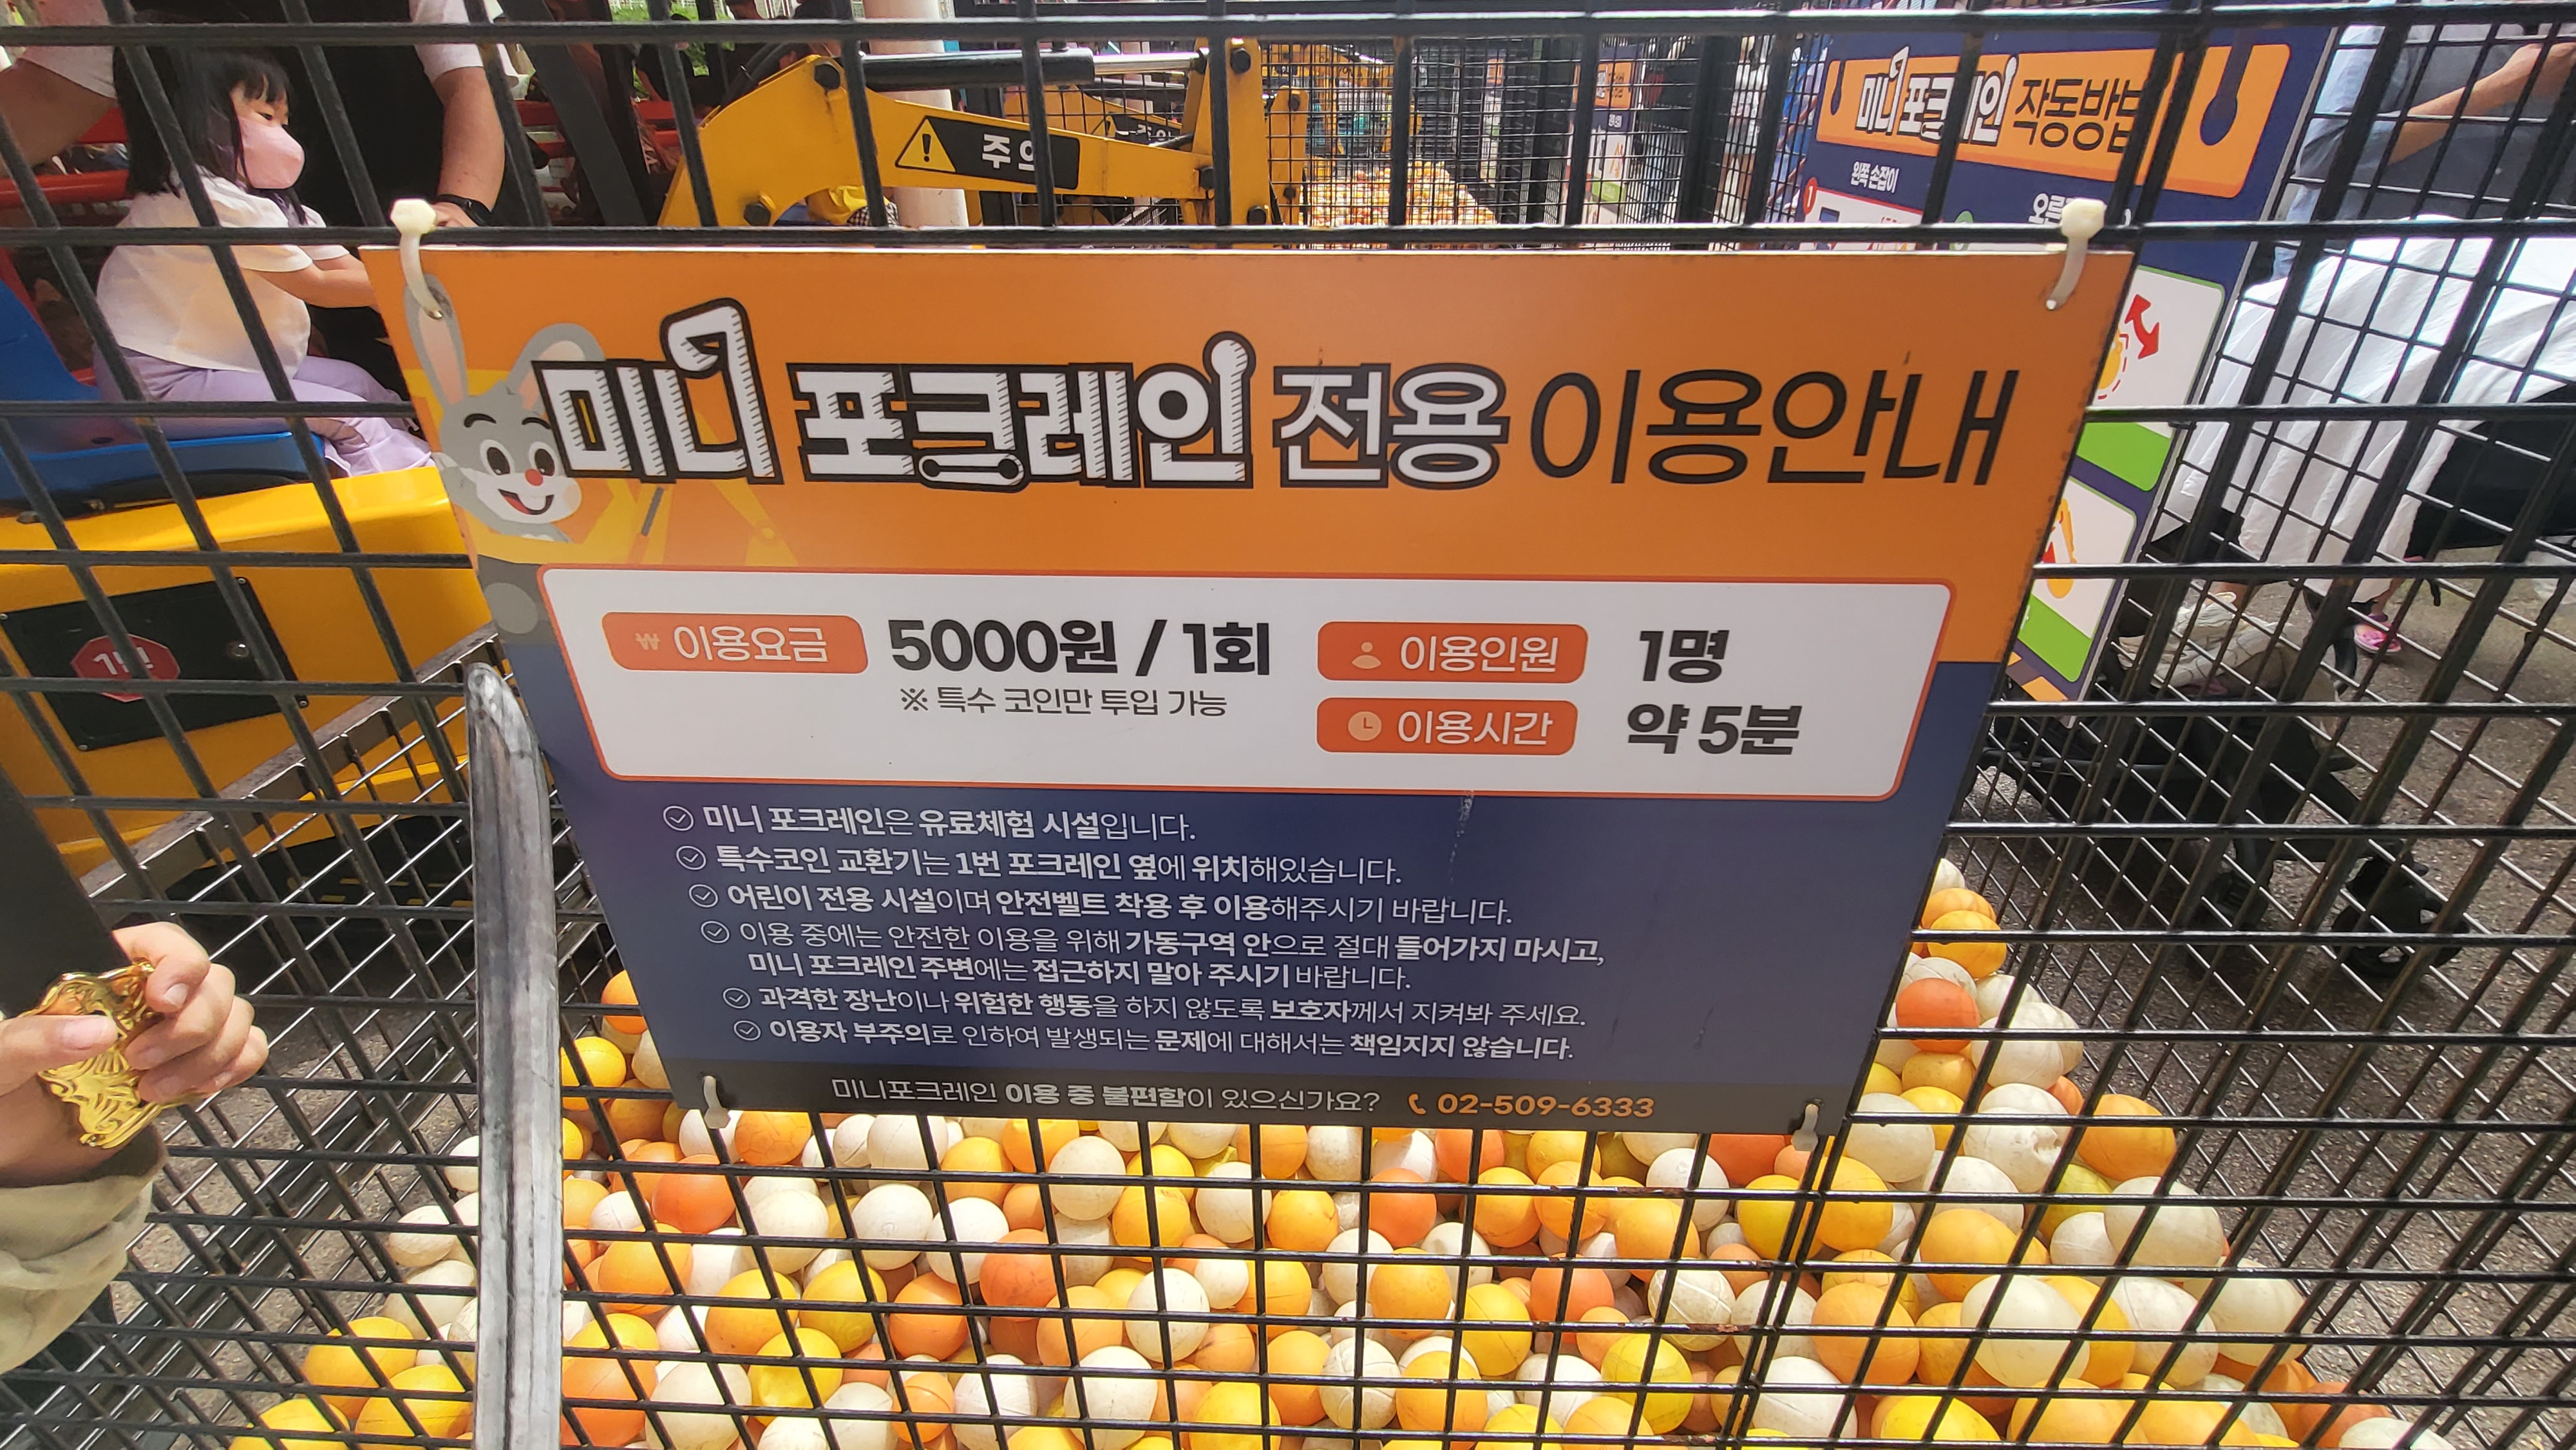 주의
미니 포크레인 작동방법
왼쪽 손잡이
1
미니 포크레인 전용 이용안내
₩ 이용요금 5000원 / 1회
※ 특수 코인만 투입 가능
이용인원 1명
이용시간 약 5분
미니 포크레인은 유료체험 시설입니다.
특수코인 교환기는 1번 포크레인 옆에 위치해있습니다.
어린이 전용 시설이며 안전벨트 착용 후 이용해주시기 바랍니다.
이용 중에는 안전한 이용을 위해 가동구역 안으로 절대 들어가지 마시고,
미니 포크레인 주변에는 접근하지 말아 주시기 바랍니다.
과격한 장난이나 위험한 행동을 하지 않도록 보호자께서 지켜봐 주세요.
이용자 부주의로 인하여 발생되는 문제에 대해서는 책임지지 않습니다.
미니포크레인 이용 중 불편함이 있으신가요? 02-509-6333